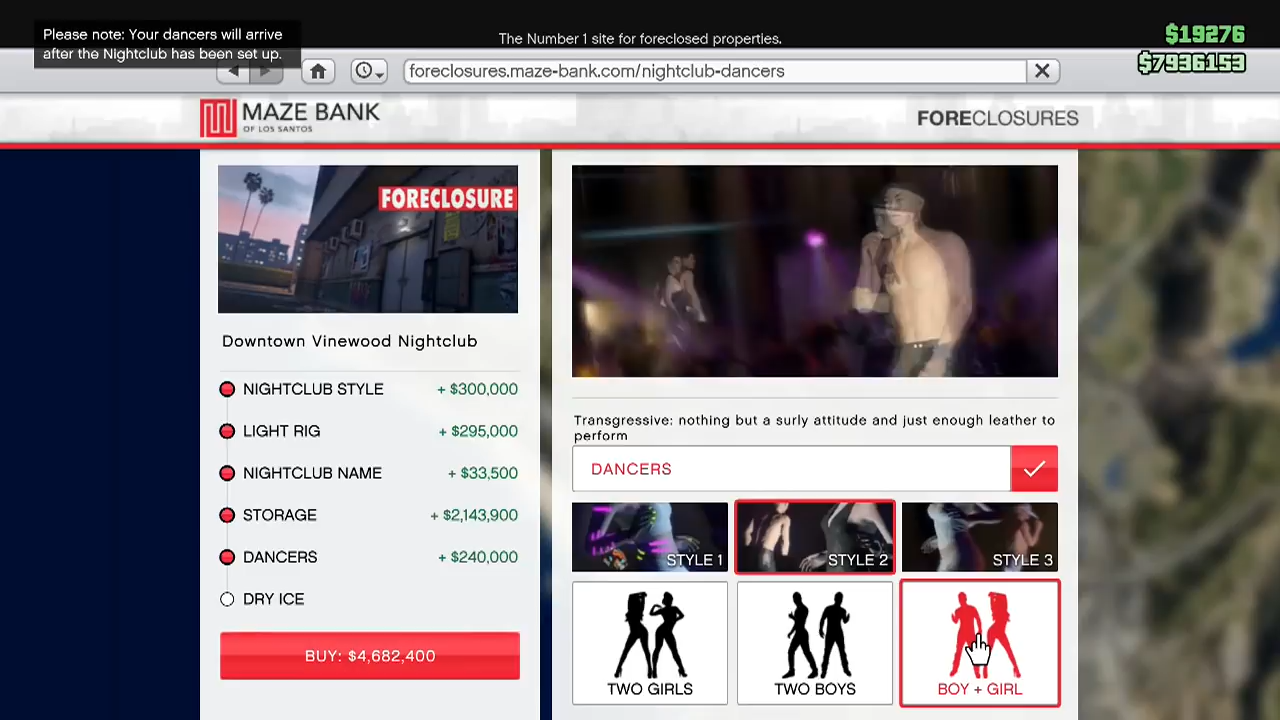 Please note: Your dancers will arrive
after the Nightclub has been set up.
The Number 1 site for foreclosed properties.
$19276
$7936153
foreclosures.maze-bank.com/nightclub-dancers
MAZE BANK
OF LOS SANTOS
FORECLOSURES
FORECLOSURE
Downtown Vinewood Nightclub
NIGHTCLUB STYLE + $300,000
LIGHT RIG + $295,000
NIGHTCLUB NAME + $33,500
STORAGE + $2,143,900
DANCERS + $240,000
DRY ICE
BUY: $4,682,400
Transgressive: nothing but a surly attitude and just enough leather to
perform
DANCERS
STYLE 1
STYLE 2
STYLE 3
TWO GIRLS
TWO BOYS
BOY + GIRL